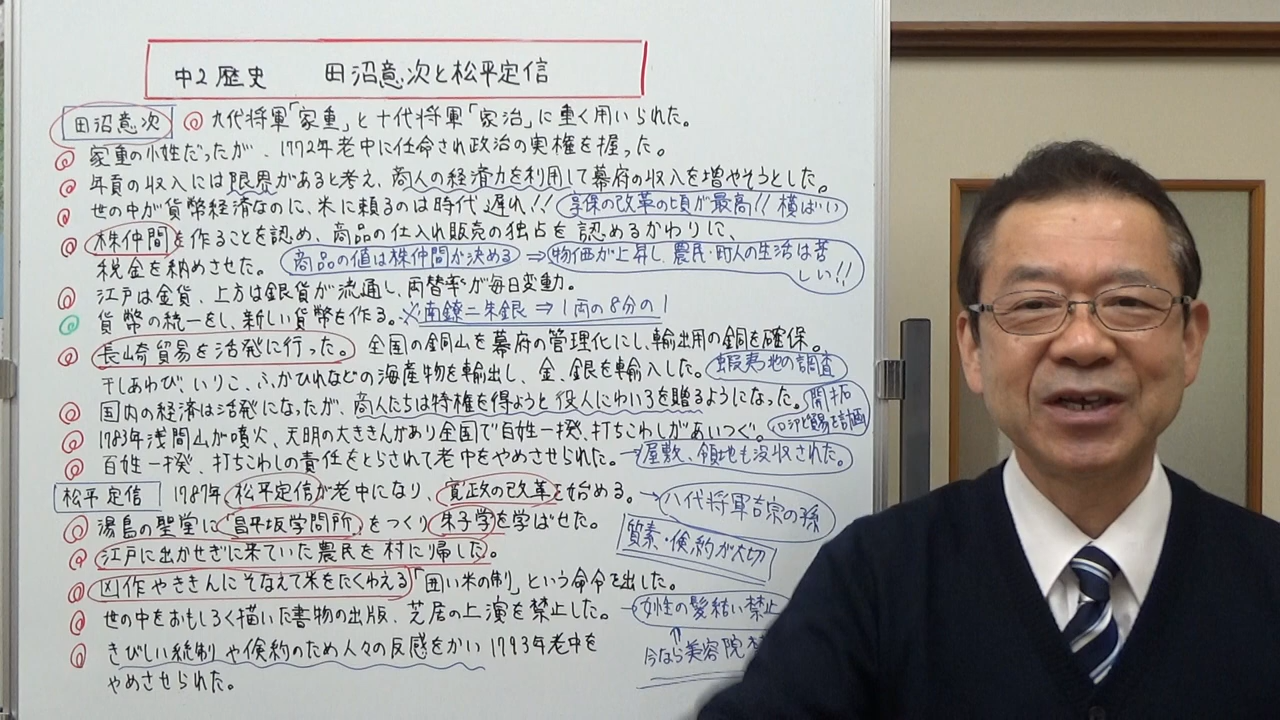 中2歴史 田沼意次と松平定信
田沼意次 九代将軍「家重」と十代将軍「家治」に重く用いられた。
家重の小姓だったが、1772年老中に任命され政治の実権を握った。
年貢の収入には限界があると考え、商人の経済力を利用して幕府の収入を増やそうとした。
世の中が貨幣経済なのに、米に頼るのは時代遅れ!! 享保の改革の頃が最高!! 横ばい
株仲間を作ることを認め、商品の仕入れ販売の独占を認めるかわりに、
税金を納めさせた。 商品の値は株仲間が決める ⇒ 物価が上昇し、農民・町人の生活は苦
しい!!
江戸は金貨、上方は銀貨が流通し、両替率が毎日変動。
貨幣の統一をし、新しい貨幣を作る。※南鐐二朱銀 ⇒ 1両の8分の1
長崎貿易を活発に行った。 全国の銅山を幕府の管理化にし、輸出用の銅を確保。
干しあわび、いりこ、ふかひれなどの海産物を輸出し、金、銀を輸入した。 蝦夷地の調査
国内の経済は活発になったが、商人たちは特権を得ようと役人にわいろを贈るようになった。 開拓
ロシアと貿易を計画
1783年浅間山が噴火、天明の大ききんがあり全国で百姓一揆、打ちこわしがあいつぐ。
百姓一揆、打ちこわしの責任をとらされて老中をやめさせられた。→屋敷、領地も没収された。
松平定信 1787年松平定信が老中になり、寛政の改革を始める。→八代将軍吉宗の孫
湯島の聖堂に「昌平坂学問所」をつくり朱子学を学ばせた。
質素・倹約が大切
江戸に出かせぎに来ていた農民を村に帰した。
凶作やききんにそなえて米をたくわえる「囲い米の制」という命令を出した。
世の中をおもしろく描いた書物の出版、芝居の上演を禁止した。→女性の髪結い禁止
↑
今なら美容院
きびしい統制や倹約のため人々の反感をかい1793年老中を
やめさせられた。